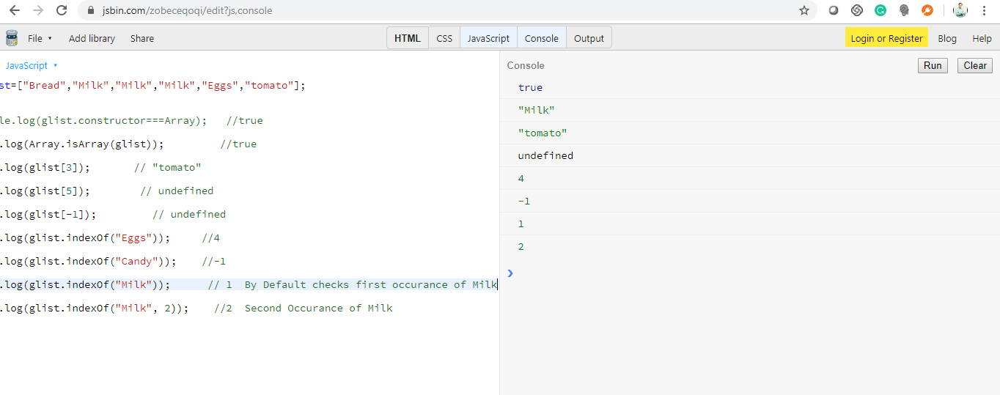 jsbin.com/zobeceqoqi/edit?js,console
File Add library Share HTML CSS JavaScript Console Output Login or Register Blog Help
JavaScript
st=["Bread","Milk","Milk","Milk","Eggs","tomato"];
le.log(glist.constructor===Array); //true
.log(Array.isArray(glist)); //true
.log(glist[3]); // "tomato"
.log(glist[5]); // undefined
.log(glist[-1]); // undefined
.log(glist.indexOf("Eggs")); //4
.log(glist.indexOf("Candy")); //-1
.log(glist.indexOf("Milk")); // 1 By Default checks first occurance of Milk
.log(glist.indexOf("Milk", 2)); //2 Second Occurance of Milk
Console Run Clear
true
"Milk"
"tomato"
undefined
4
-1
1
2